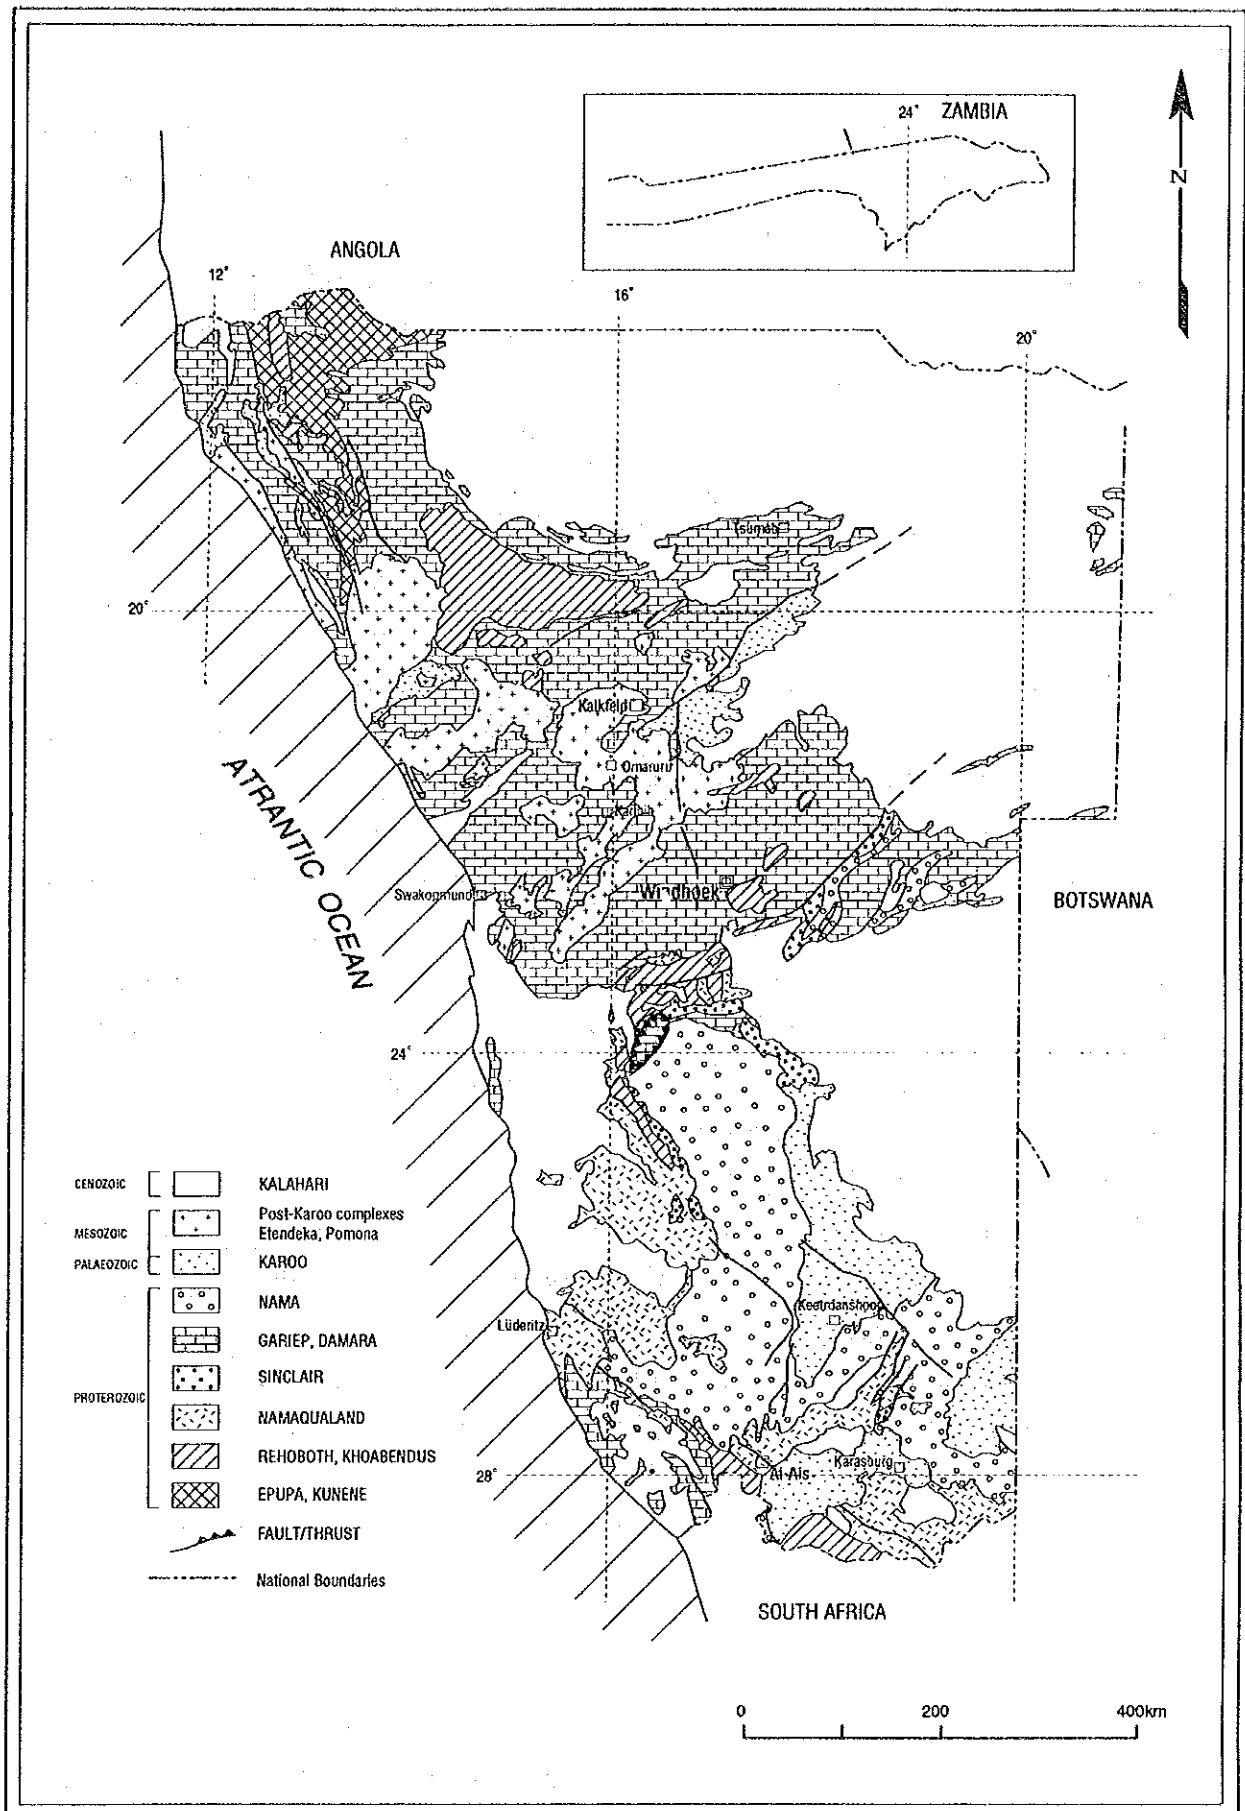 24° ZAMBIA
N
ANGOLA
12°
16°
20°
Tsumeb
20°
Kalkfeld
Omaruru
Karibib
ATRANTIC OCEAN
Swakopmund
Windhoek
BOTSWANA
24°
CENOZOIC
KALAHARI
MESOZOIC
Post-Karoo complexes
Etendeka, Pomona
PALAEOZOIC
KAROO
NAMA
Lüderitz
GARIEP, DAMARA
SINCLAIR
PROTEROZOIC
NAMAQUALAND
REHOBOTH, KHOABENDUS
28°
Ai-Ais
Karasburg
EPUPA, KUNENE
FAULT/THRUST
National Boundaries
SOUTH AFRICA
0 200 400km